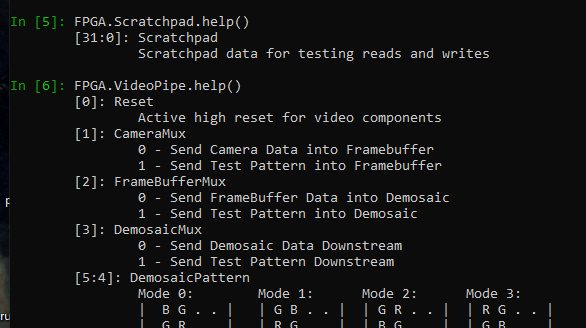 In [5]: FPGA.Scratchpad.help()
[31:0]: Scratchpad
Scratchpad data for testing reads and writes
In [6]: FPGA.VideoPipe.help()
[0]: Reset
Active high reset for video components
[1]: CameraMux
0 - Send Camera Data into Framebuffer
1 - Send Test Pattern into Framebuffer
[2]: FrameBufferMux
0 - Send FrameBuffer Data into Demosaic
1 - Send Test Pattern into Demosaic
[3]: DemosaicMux
0 - Send Demosaic Data Downstream
1 - Send Test Pattern Downstream
[5:4]: DemosaicPattern
Mode 0: Mode 1: Mode 2: Mode 3:
| B G . . | | G B . . | | G R . . | | R G . . |
| G R | | R G | | B G | | G B |
ru